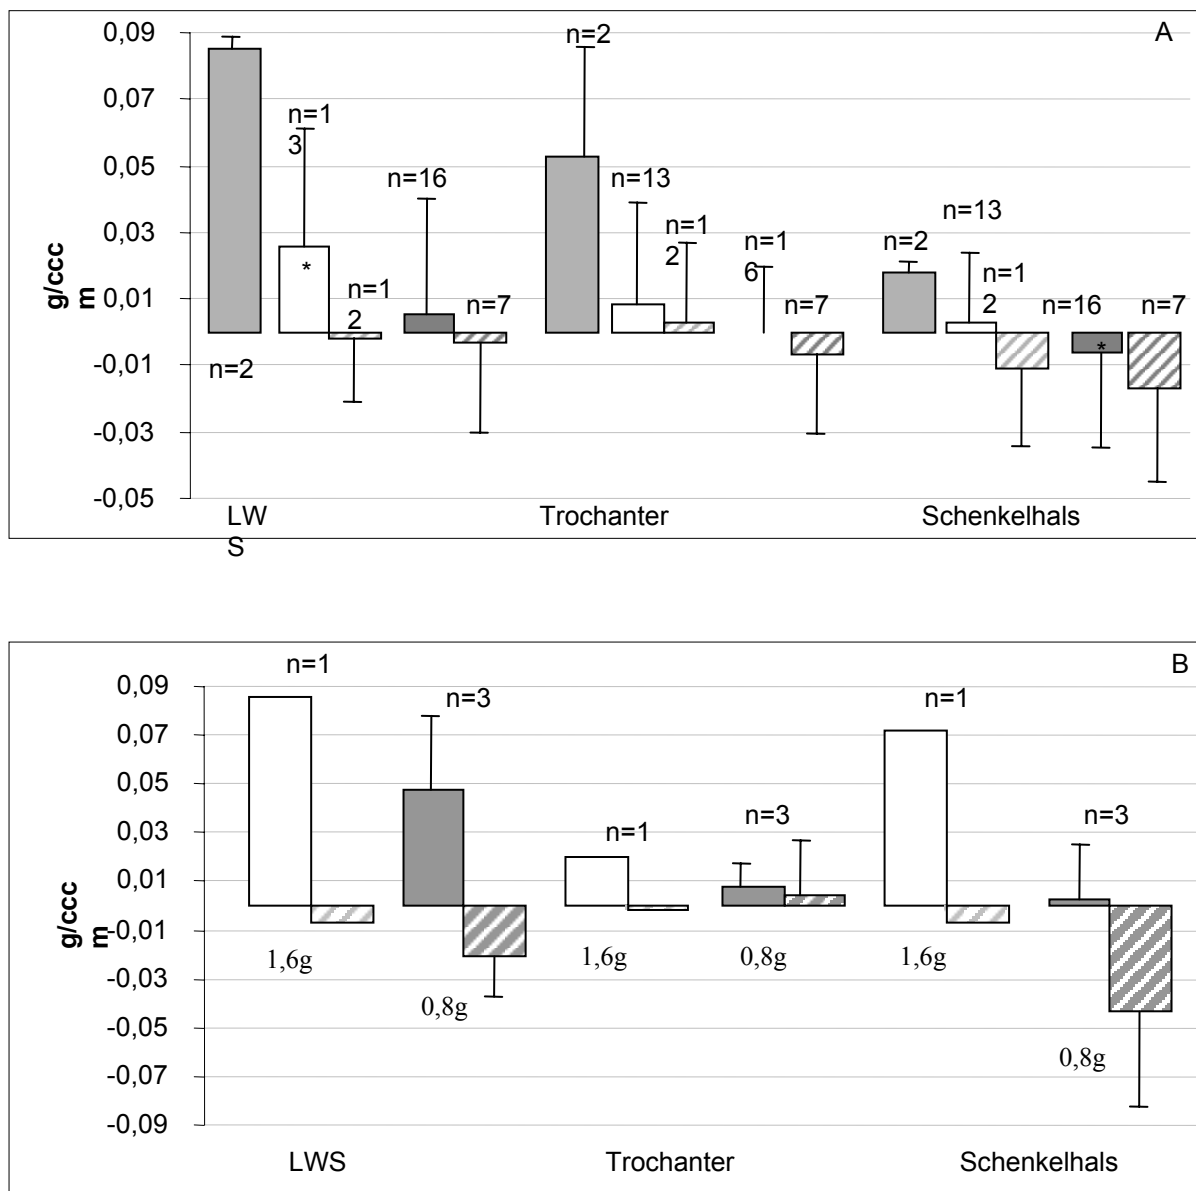 A
0,09
0,07
0,05
0,03
0,01
-0,01
-0,03
-0,05
g/ccc
m
n=2
n=1
3
*
n=1
2
n=16
n=7
n=2
n=13
n=1
2
n=1
6
n=7
n=2
n=13
n=1
2
n=16
*
n=7
LW
S
Trochanter
Schenkelhals
B
0,09
0,07
0,05
0,03
0,01
-0,01
-0,03
-0,05
-0,07
-0,09
g/ccc
m
n=1
n=3
n=1
n=3
n=1
n=3
1,6g
0,8g
1,6g
0,8g
1,6g
0,8g
LWS
Trochanter
Schenkelhals